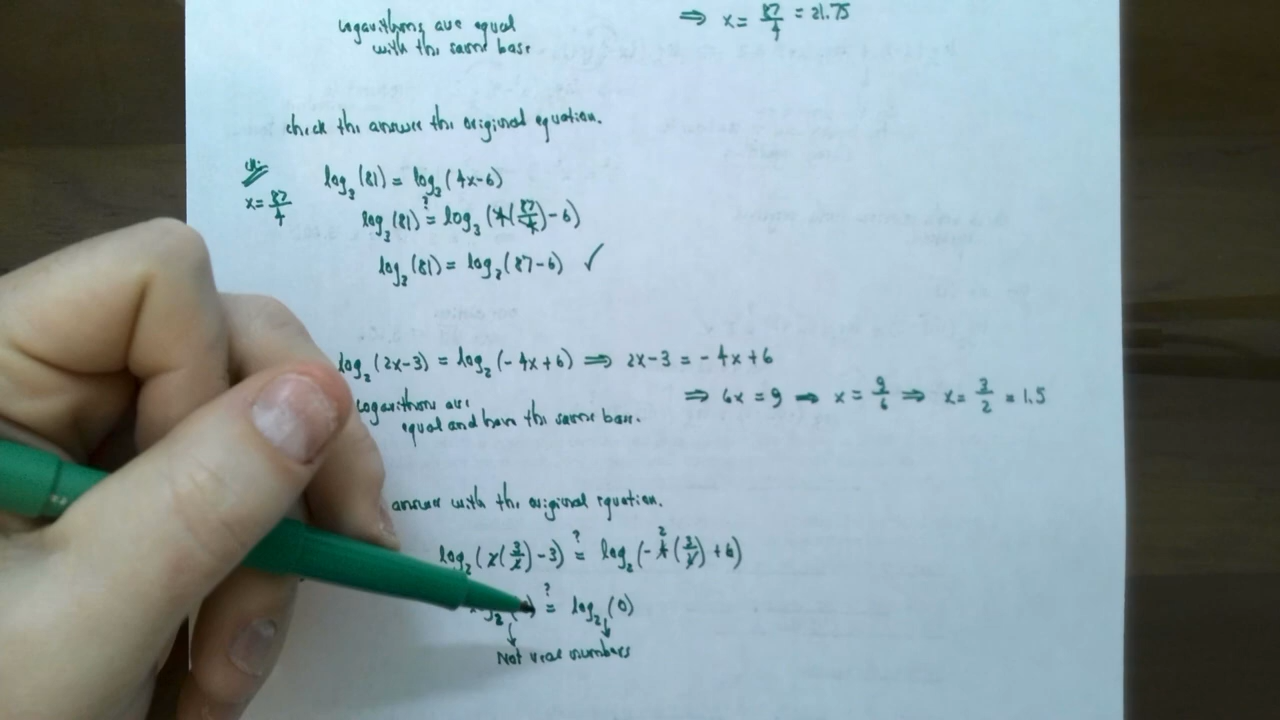 logarithms are equal
with the same base
⇒ x = 87/4 = 21.75
check the answer the original equation.
x = 87/4
log₃(81) = log₃(4x-6)
log₃(81) ?= log₃(4(87/4)-6)
log₃(81) = log₃(87-6) ✓
log₂(2x-3) = log₂(-4x+6) ⇒ 2x-3 = -4x+6
⇒ 6x = 9 ⇒ x = 9/6 ⇒ x = 3/2 = 1.5
logarithms are
equal and have the same base.
answer with the original equation.
log₂(2(3/2)-3) ?= log₂(-4(3/2)+6)
?= log₂(0)
Not real numbers